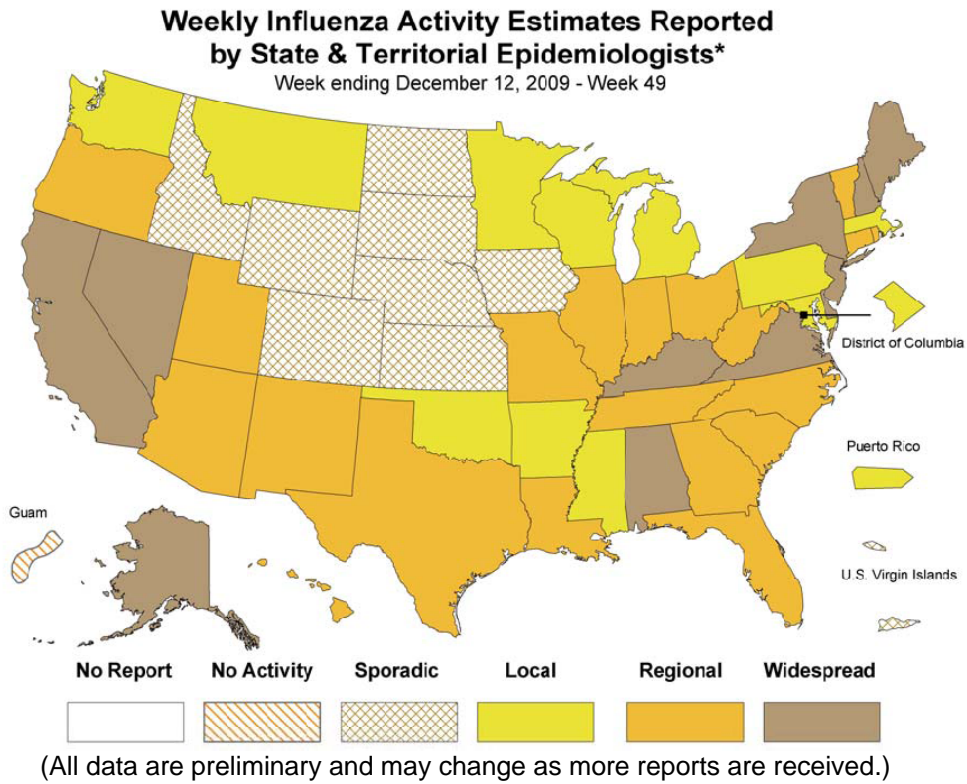 Weekly Influenza Activity Estimates Reported
by State & Territorial Epidemiologists*
Week ending December 12, 2009 - Week 49
District of Columbia
Puerto Rico
Guam
U.S. Virgin Islands
No Report No Activity Sporadic Local Regional Widespread
(All data are preliminary and may change as more reports are received.)